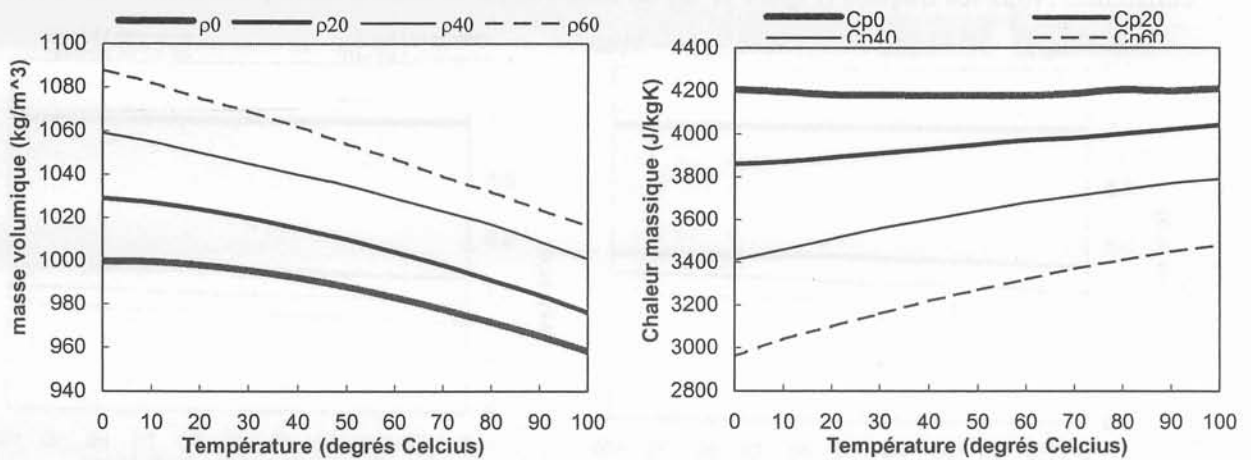 ρ0 ρ20 ρ40 ρ60
1100
1080
1060
1040
1020
1000
980
960
940
masse volumique (kg/m^3)
0 10 20 30 40 50 60 70 80 90 100
Température (degrés Celcius)
Cp0 Cp20
Cp40 Cp60
4400
4200
4000
3800
3600
3400
3200
3000
2800
Chaleur massique (J/kgK)
0 10 20 30 40 50 60 70 80 90 100
Température (degrés Celcius)